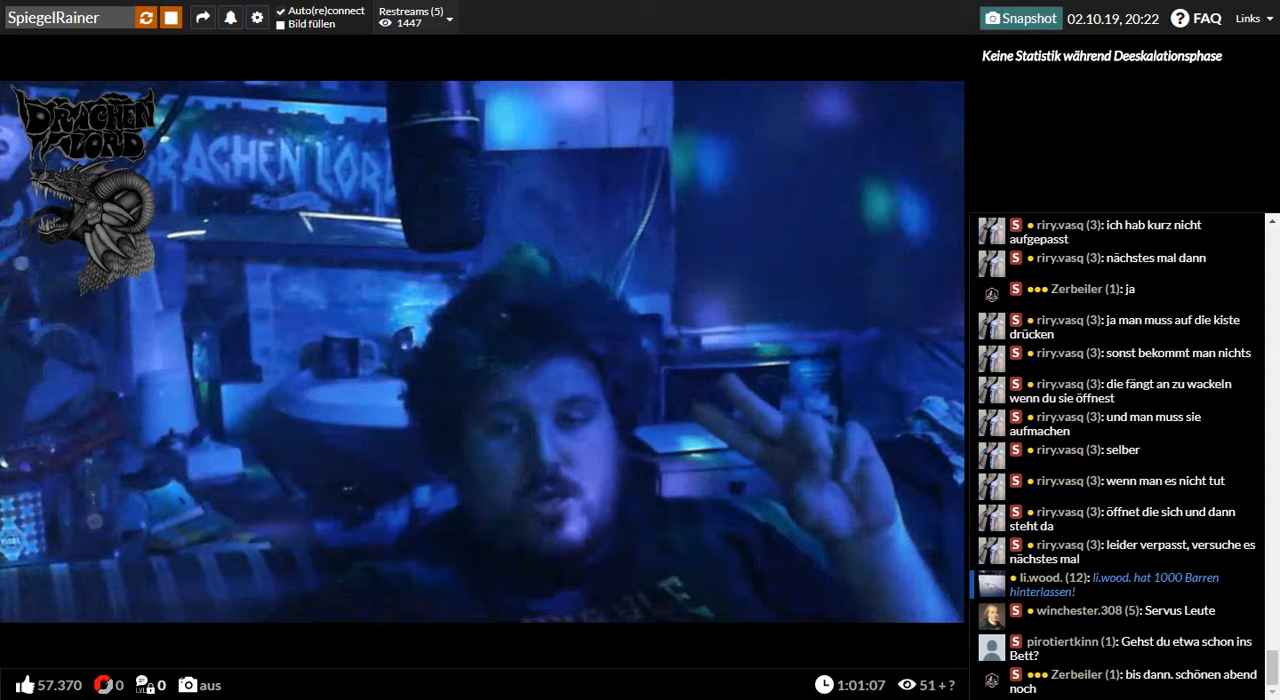 SpiegelRainer
Auto(re)connect
Bild füllen
Restreams (5)
1447
Snapshot
02.10.19, 20:22
FAQ
Links
Keine Statistik während Deeskalationsphase
DRACHEN
LORD
DRACHEN LORD
S riry.vasq (3): ich hab kurz nicht
aufgepasst
S riry.vasq (3): nächstes mal dann
S Zerbeiler (1): ja
S riry.vasq (3): ja man muss auf die kiste
drücken
S riry.vasq (3): sonst bekommt man nichts
S riry.vasq (3): die fängt an zu wackeln
wenn du sie öffnest
S riry.vasq (3): und man muss sie
aufmachen
S riry.vasq (3): selber
S riry.vasq (3): wenn man es nicht tut
S riry.vasq (3): öffnet die sich und dann
steht da
S riry.vasq (3): leider verpasst, versuche es
nächstes mal
li.wood. (12): li.wood. hat 1000 Barren
hinterlassen!
S winchester.308 (5): Servus Leute
S pirotiertkinn (1): Gehst du etwa schon ins
Bett?
S Zerbeiler (1): bis dann. schönen abend
noch
57.370
0
LVL
0
aus
1:01:07
51 + ?